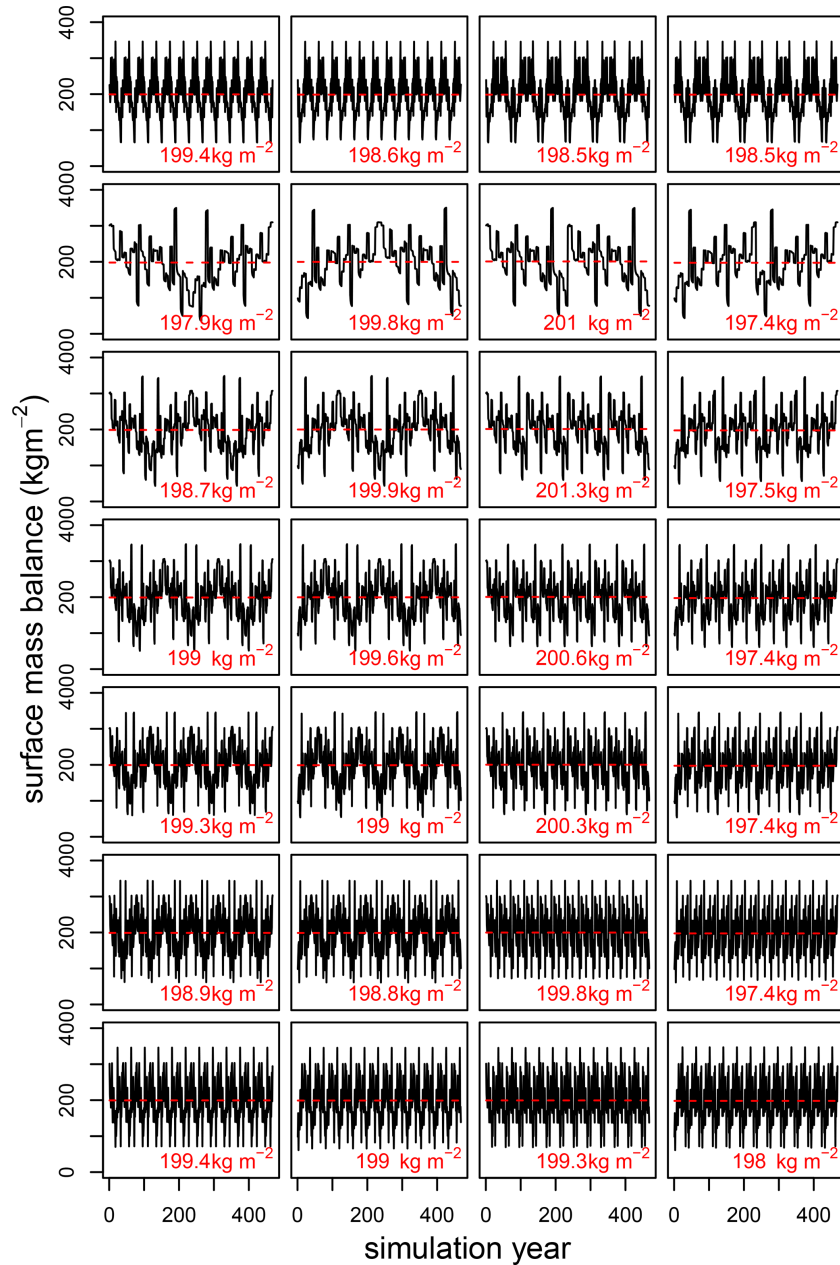 400
200
199.4kg m−2 198.6kg m−2 198.5kg m−2 198.5kg m−2
4000
200
197.9kg m−2 199.8kg m−2 201 kg m−2 197.4kg m−2
4000
200
198.7kg m−2 199.9kg m−2 201.3kg m−2 197.5kg m−2
4000
200
199 kg m−2 199.6kg m−2 200.6kg m−2 197.4kg m−2
4000
200
199.3kg m−2 199 kg m−2 200.3kg m−2 197.4kg m−2
4000
200
198.9kg m−2 198.8kg m−2 199.8kg m−2 197.4kg m−2
4000
200
0
199.4kg m−2 199 kg m−2 199.3kg m−2 198 kg m−2
0 200 400 0 200 400 0 200 400 0 200 400
simulation year
surface mass balance (kgm−2)